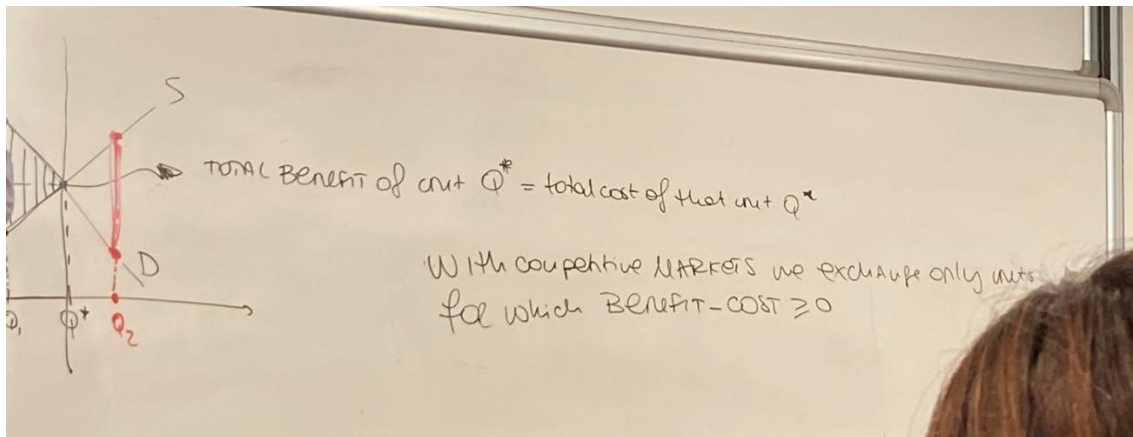 S
TOTAL BENEFIT of unit Q* = total cost of that unit Q*
D
With competitive MARKETS we exchange only units
for which BENEFIT-COST ≥ 0
Q₁ Q* Q₂